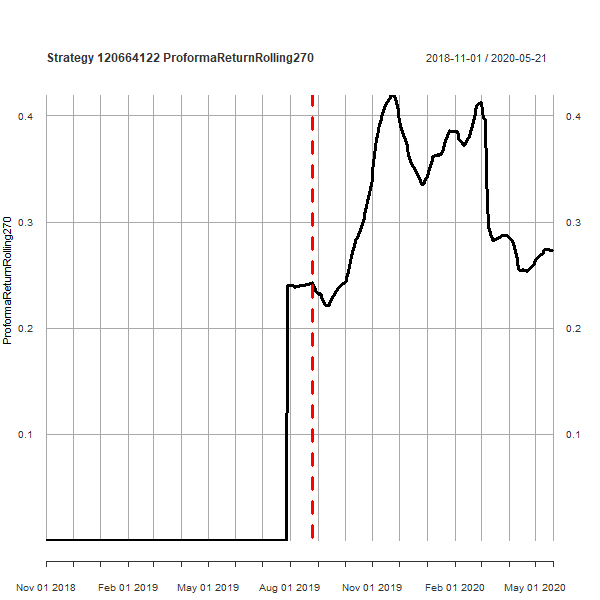 Strategy 120664122 ProformaReturnRolling270
2018-11-01 / 2020-05-21
ProformaReturnRolling270
0.4
0.4
0.3
0.3
0.2
0.2
0.1
0.1
Nov 01 2018
Feb 01 2019
May 01 2019
Aug 01 2019
Nov 01 2019
Feb 01 2020
May 01 2020